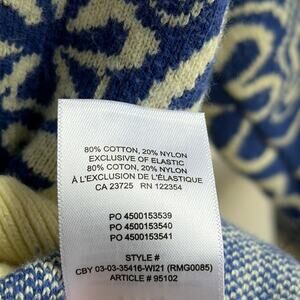 80% COTTON, 20% NYLON
EXCLUSIVE OF ELASTIC
80% COTON, 20% NYLON
À L'EXCLUSION DE L'ÉLASTIQUE
CA 23725 RN 122354
PO 4500153539
PO 4500153540
PO 4500153541
STYLE #
CBY 03-03-35416-WI21 (RMG0085)
ARTICLE # 95102